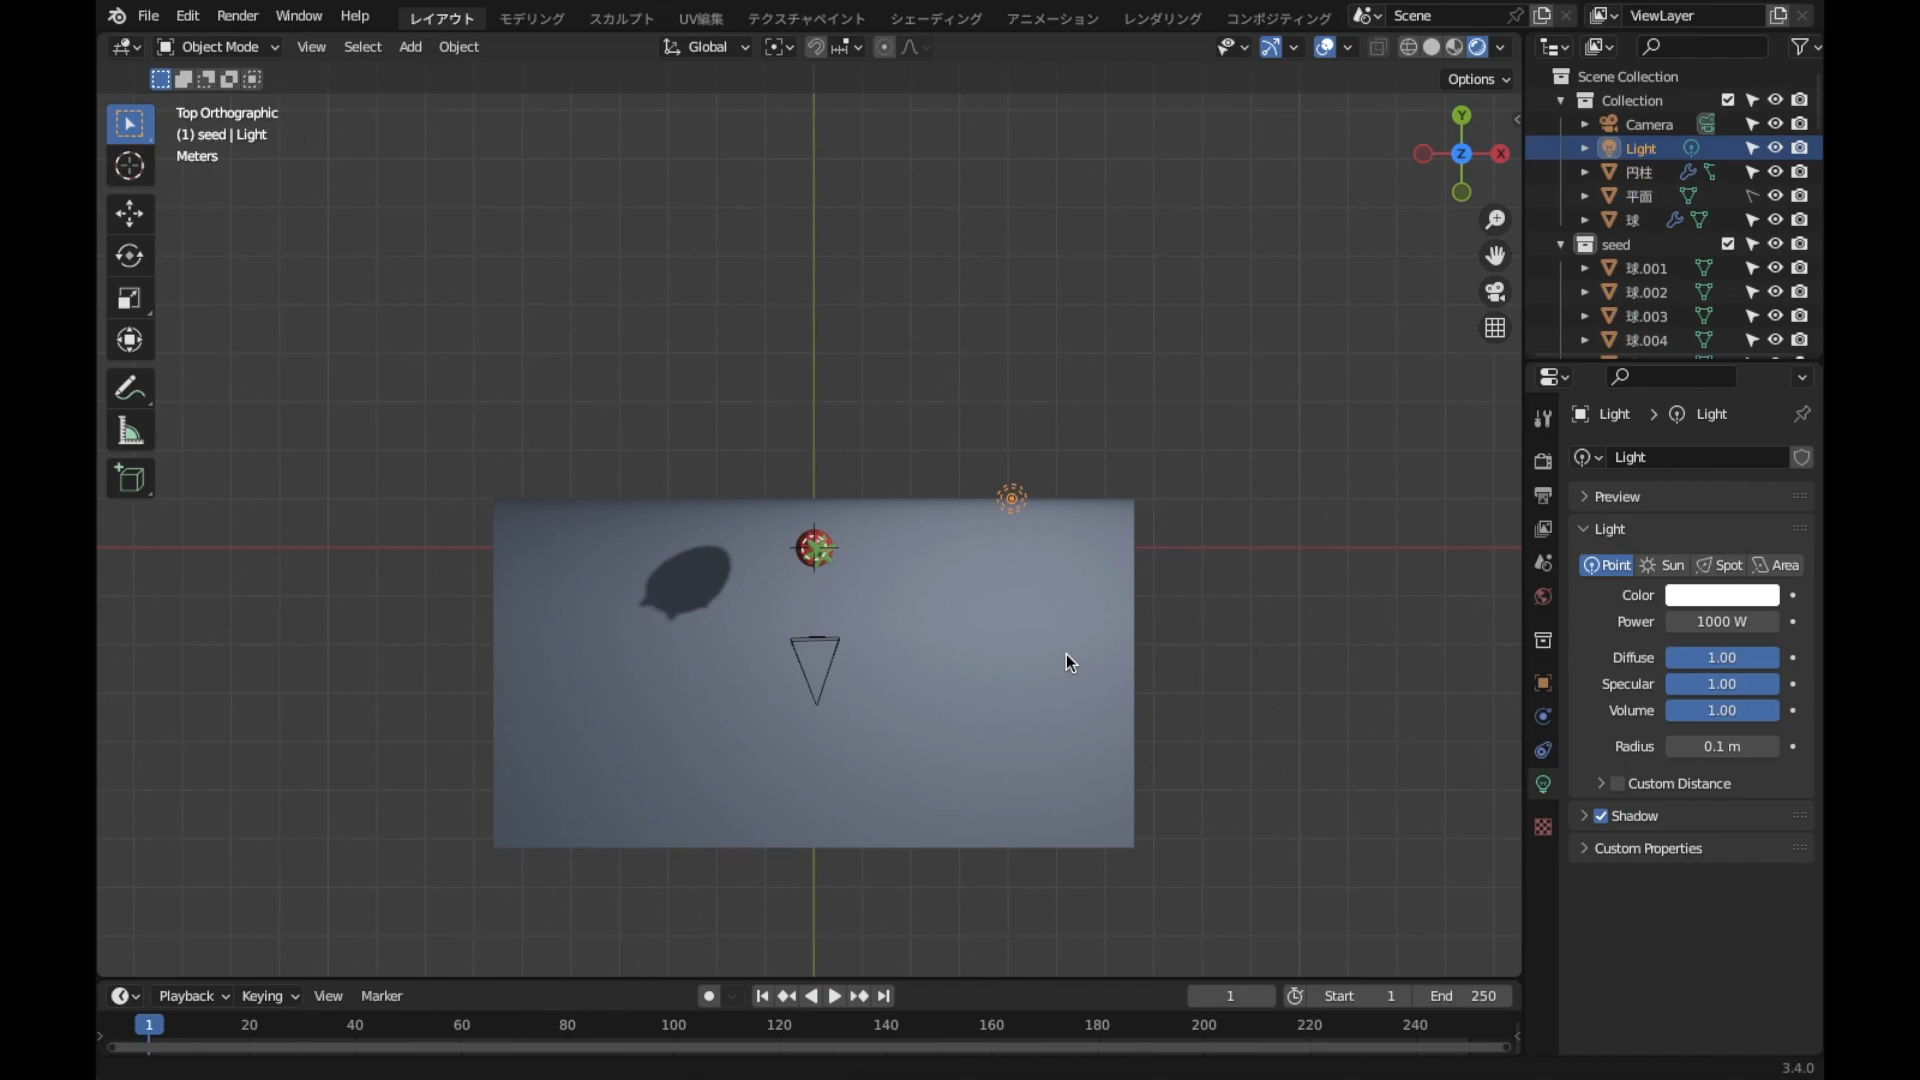 File Edit Render Window Help レイアウト モデリング スカルプト UV編集 テクスチャペイント シェーディング アニメーション レンダリング コンポジティング Scene ViewLayer
Object Mode View Select Add Object Global
Options
Top Orthographic
(1) seed | Light
Meters
Y
Z
X
Scene Collection
Collection
Camera
Light
円柱
平面
球
seed
球.001
球.002
球.003
球.004
Light Light
Light
Preview
Light
Point Sun Spot Area
Color
Power 1000 W
Diffuse 1.00
Specular 1.00
Volume 1.00
Radius 0.1 m
Custom Distance
Shadow
Custom Properties
Playback Keying View Marker 1 Start 1 End 250
1 20 40 60 80 100 120 140 160 180 200 220 240
3.4.0